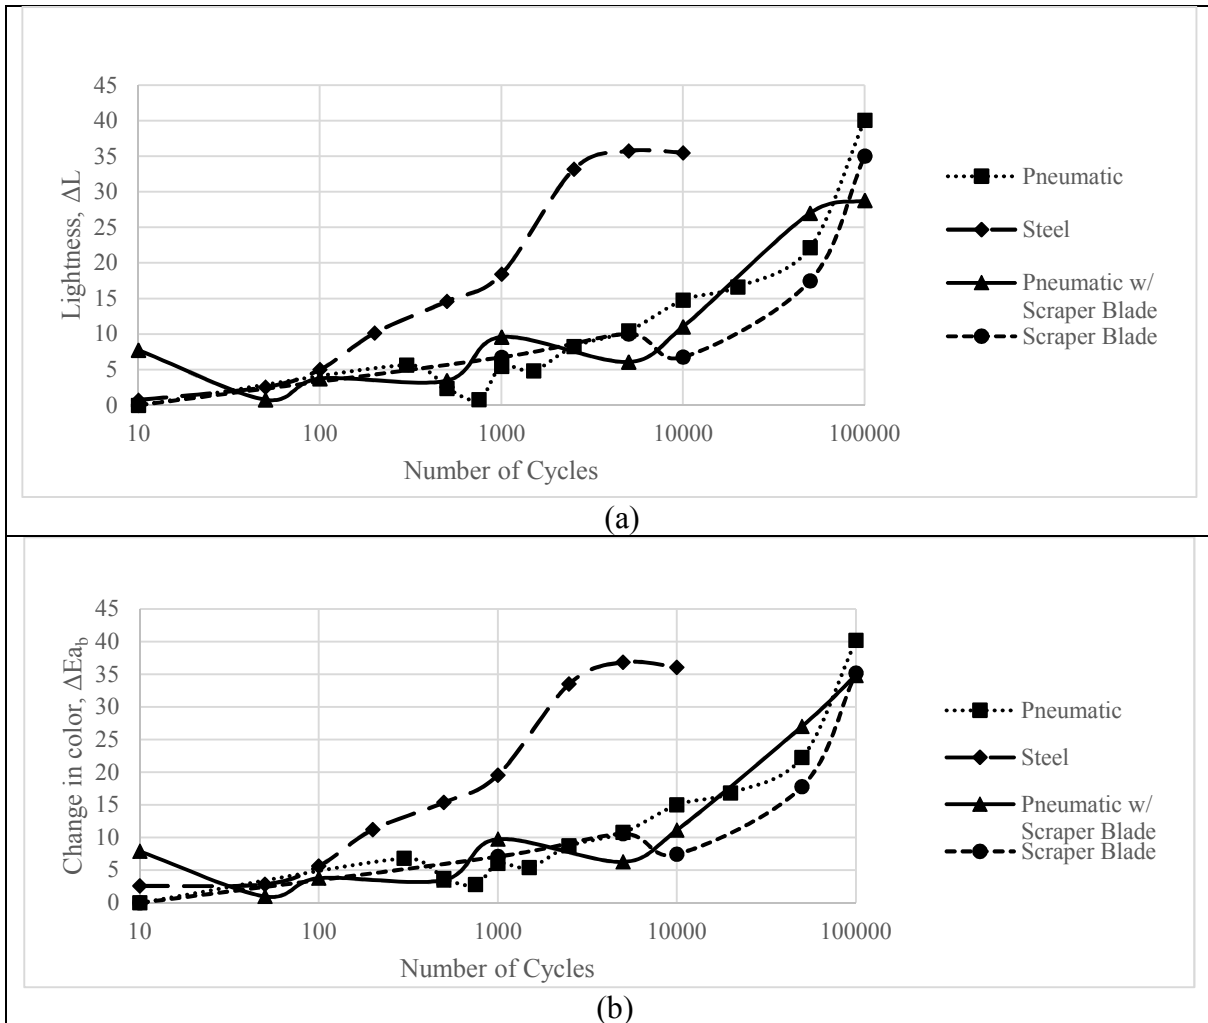 45
40
35
30
25
20
15
10
5
0
Lightness, ΔL
10 100 1000 10000 100000
Number of Cycles
Pneumatic
Steel
Pneumatic w/
Scraper Blade
Scraper Blade
(a)
45
40
35
30
25
20
15
10
5
0
Change in color, ΔEa_b
10 100 1000 10000 100000
Number of Cycles
Pneumatic
Steel
Pneumatic w/
Scraper Blade
Scraper Blade
(b)